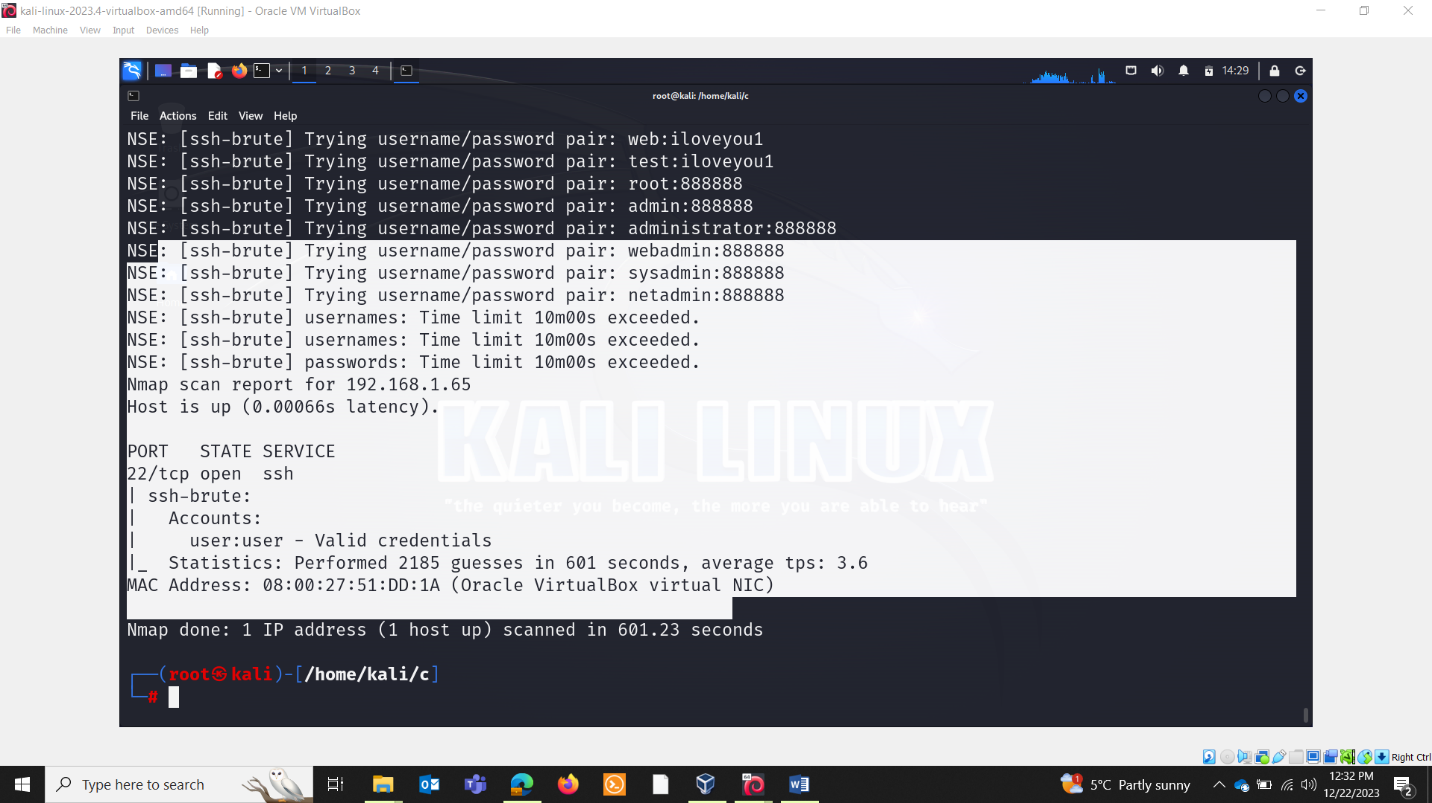 kali-linux-2023.4-virtualbox-amd64 [Running] - Oracle VM VirtualBox
File Machine View Input Devices Help
1 2 3 4
14:29
root@kali: /home/kali/c
File Actions Edit View Help
NSE: [ssh-brute] Trying username/password pair: web:iloveyou1
NSE: [ssh-brute] Trying username/password pair: test:iloveyou1
NSE: [ssh-brute] Trying username/password pair: root:888888
NSE: [ssh-brute] Trying username/password pair: admin:888888
NSE: [ssh-brute] Trying username/password pair: administrator:888888
NSE: [ssh-brute] Trying username/password pair: webadmin:888888
NSE: [ssh-brute] Trying username/password pair: sysadmin:888888
NSE: [ssh-brute] Trying username/password pair: netadmin:888888
NSE: [ssh-brute] usernames: Time limit 10m00s exceeded.
NSE: [ssh-brute] usernames: Time limit 10m00s exceeded.
NSE: [ssh-brute] passwords: Time limit 10m00s exceeded.
Nmap scan report for 192.168.1.65
Host is up (0.00066s latency).
KALI LINUX
"the quieter you become, the more you are able to hear"
PORT   STATE SERVICE
22/tcp open  ssh
| ssh-brute:
|   Accounts:
|     user:user - Valid credentials
|_  Statistics: Performed 2185 guesses in 601 seconds, average tps: 3.6
MAC Address: 08:00:27:51:DD:1A (Oracle VirtualBox virtual NIC)
Nmap done: 1 IP address (1 host up) scanned in 601.23 seconds
┌──(root㉿kali)-[/home/kali/c]
└─#
Right Ctrl
Type here to search
1
5°C Partly sunny
12:32 PM
12/22/2023
2